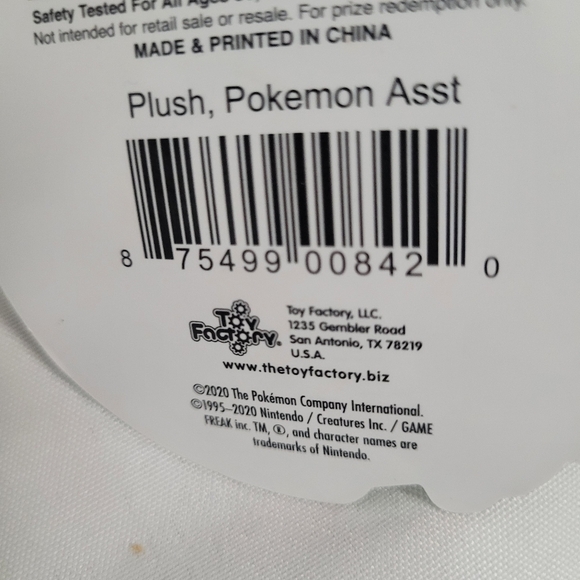 Safety Tested For All Ages
Not intended for retail sale or resale. For prize redemption only.
MADE & PRINTED IN CHINA
Plush, Pokemon Asst
8 75499 00842 0
Toy Factory.
Toy Factory, LLC.
1235 Gembler Road
San Antonio, TX 78219
U.S.A.
www.thetoyfactory.biz
©2020 The Pokémon Company International.
©1995–2020 Nintendo / Creatures Inc. / GAME
FREAK inc. TM, ®, and character names are
trademarks of Nintendo.